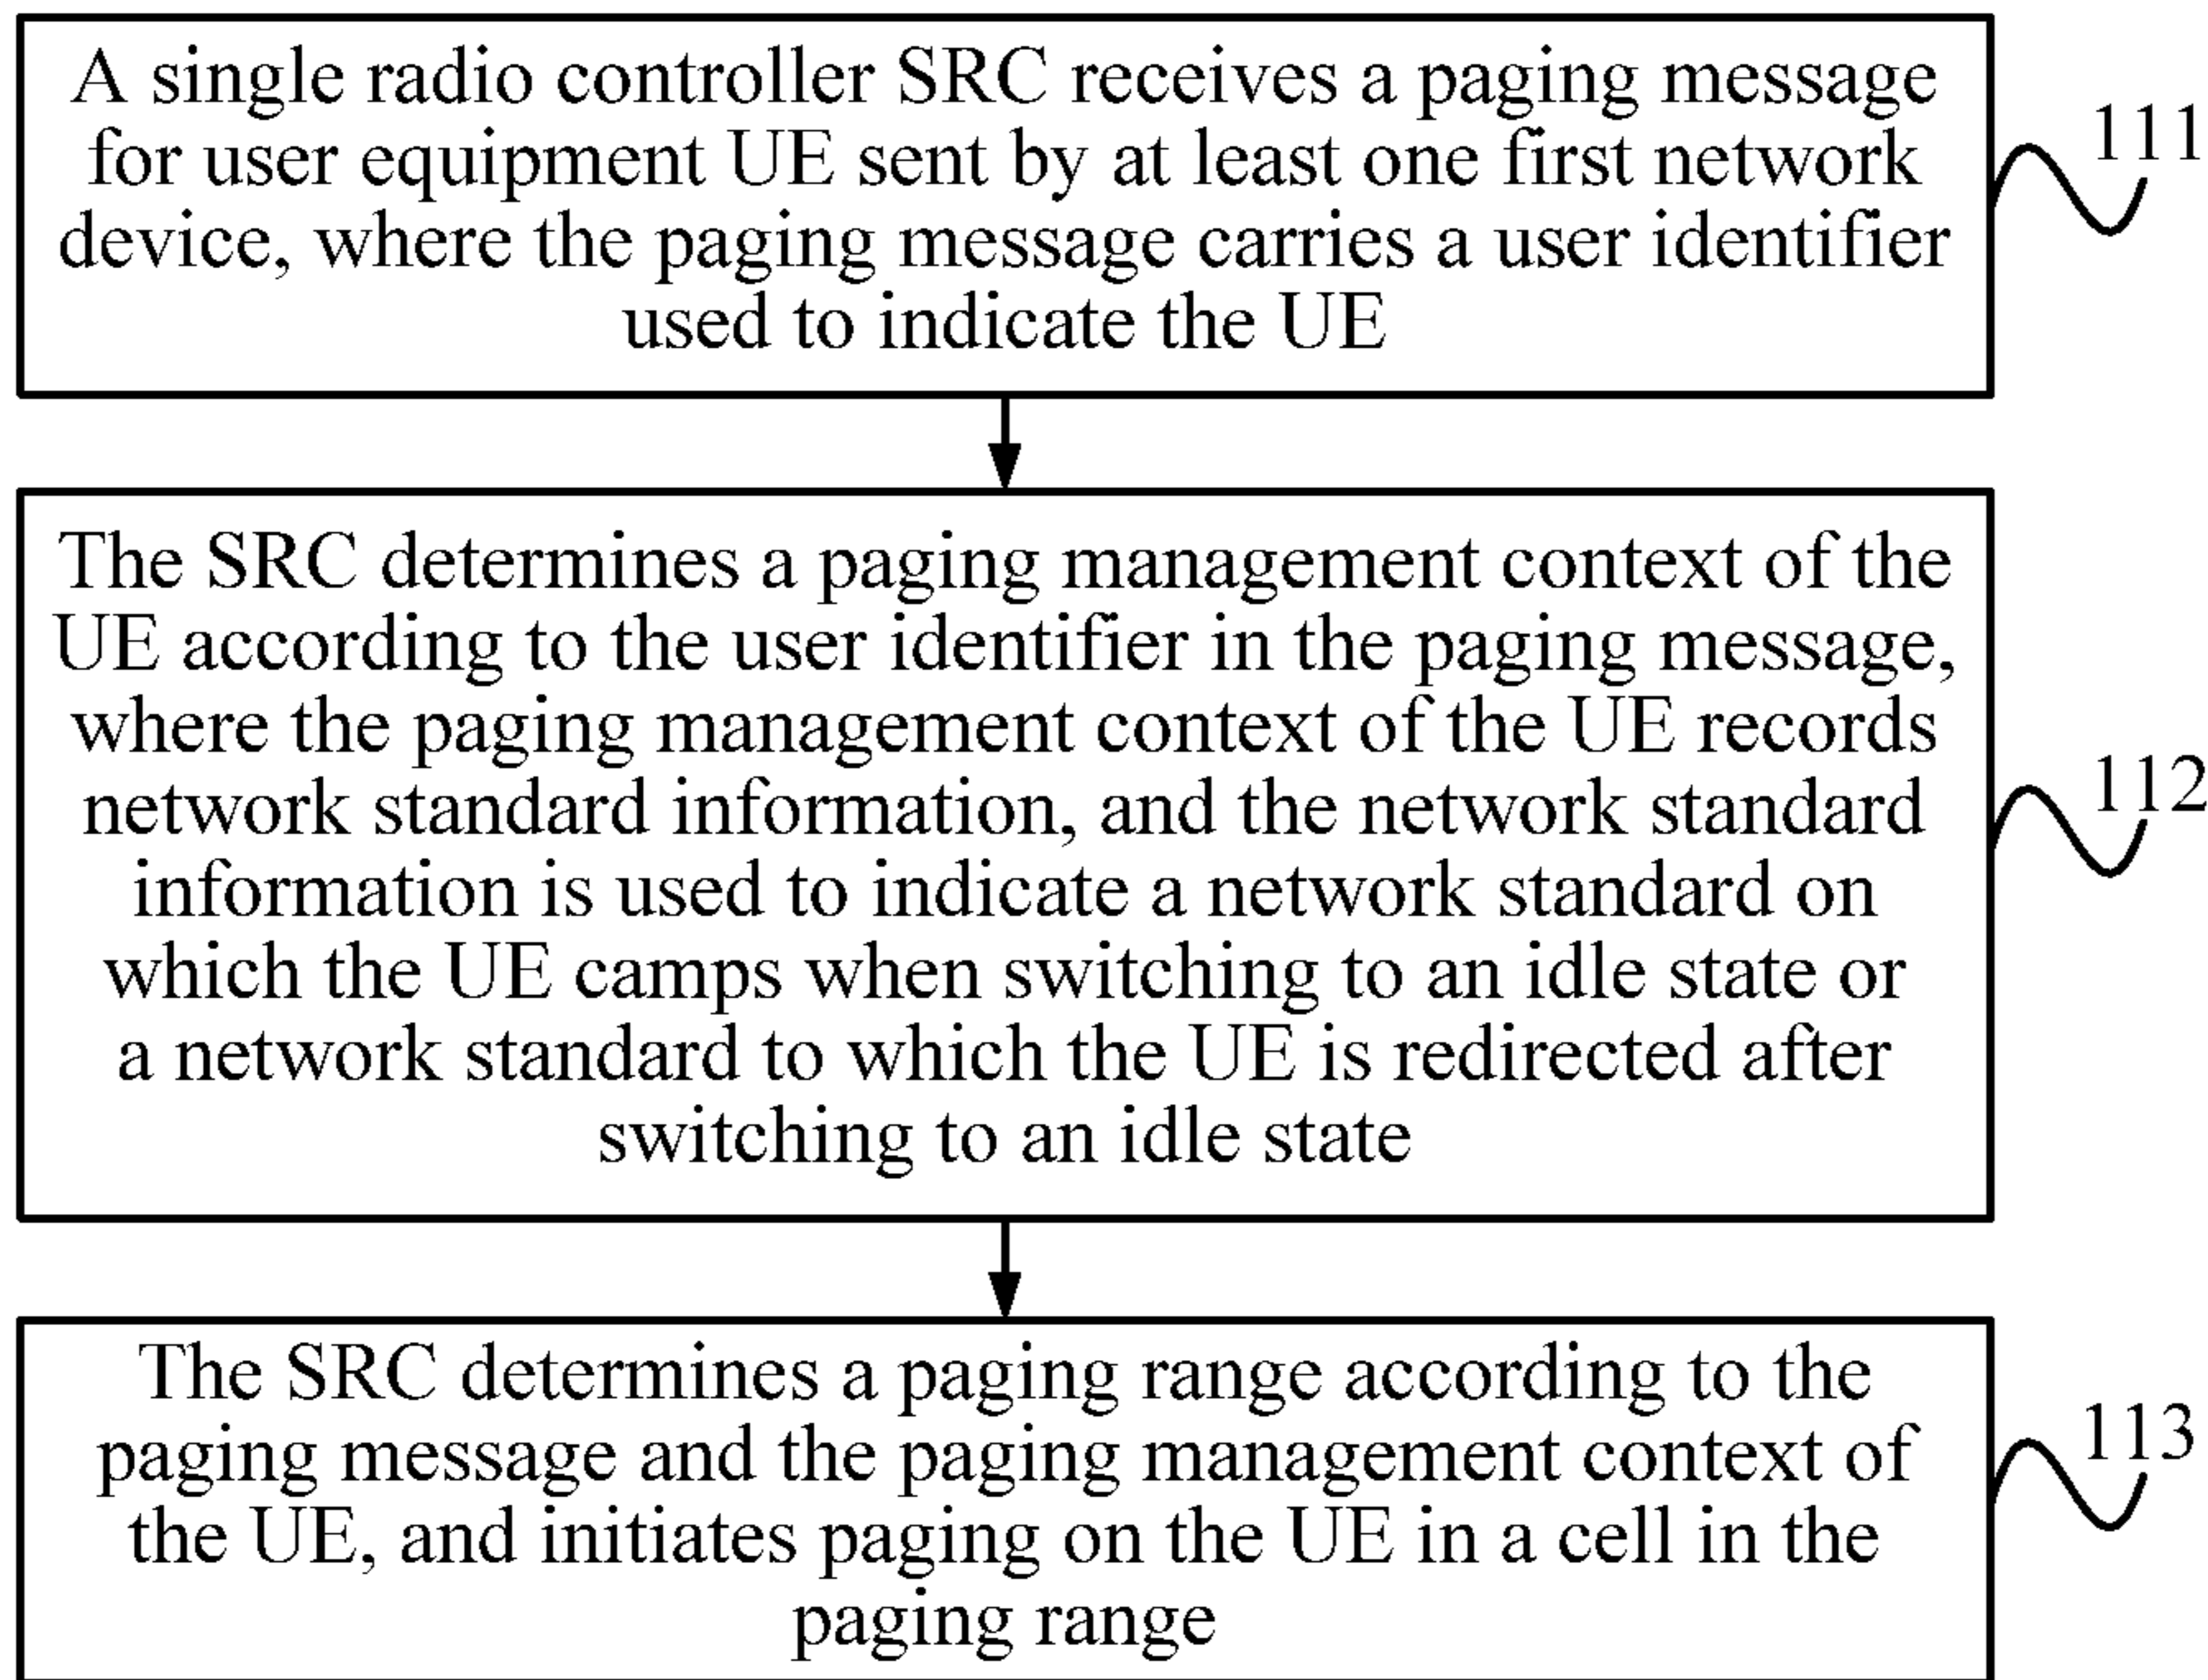 A single radio controller SRC receives a paging message
for user equipment UE sent by at least one first network
device, where the paging message carries a user identifier
used to indicate the UE
111
The SRC determines a paging management context of the
UE according to the user identifier in the paging message,
where the paging management context of the UE records
network standard information, and the network standard
information is used to indicate a network standard on
which the UE camps when switching to an idle state or
a network standard to which the UE is redirected after
switching to an idle state
112
The SRC determines a paging range according to the
paging message and the paging management context of
the UE, and initiates paging on the UE in a cell in the
paging range
113